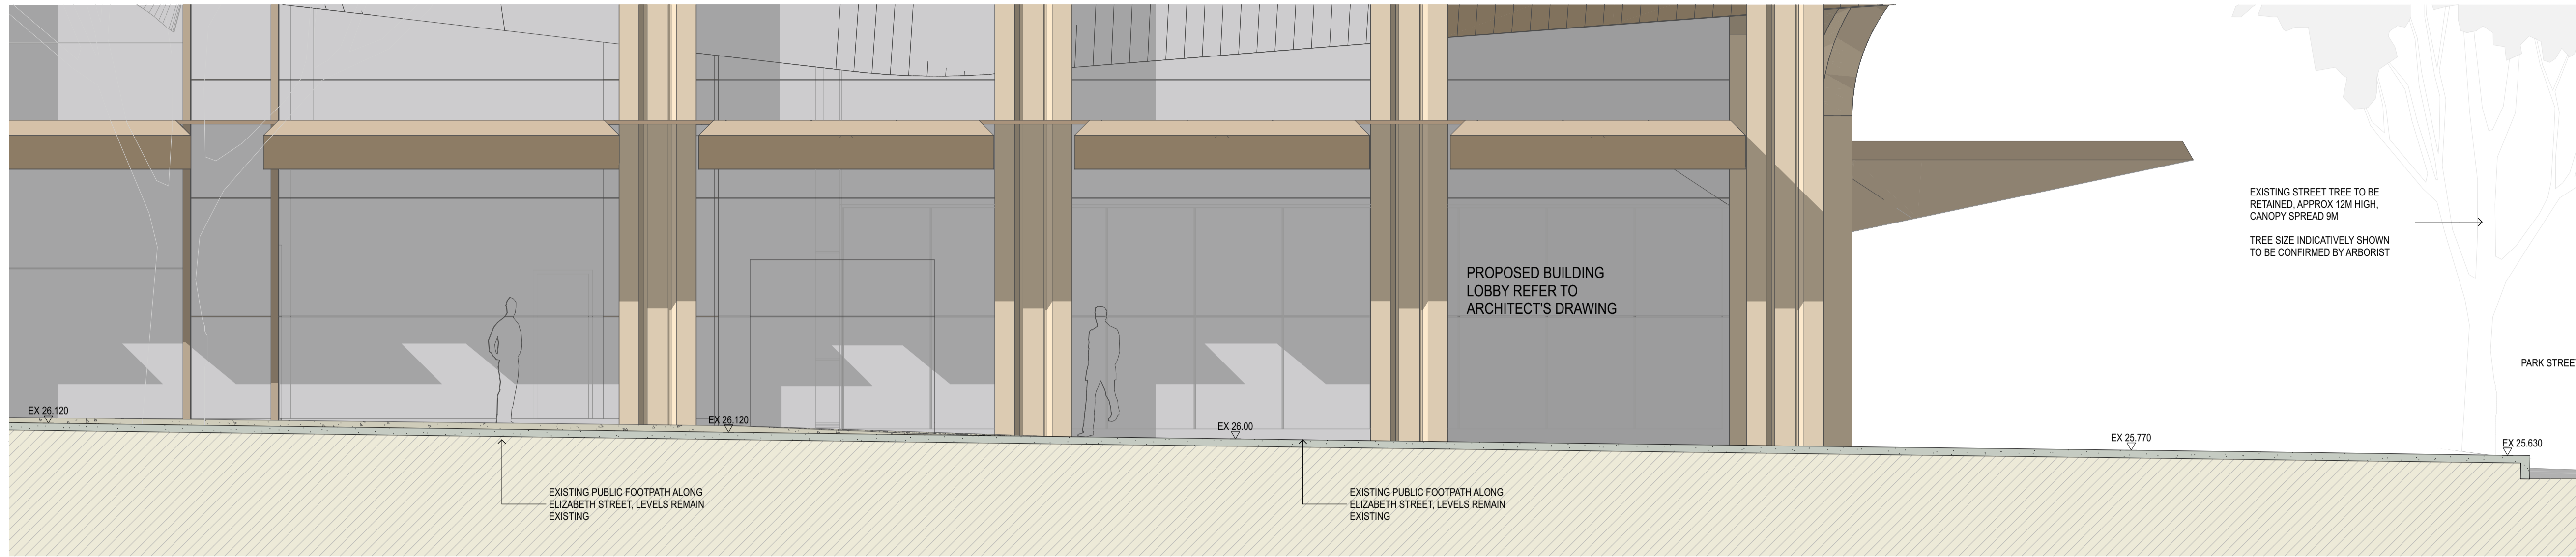 EXISTING STREET TREE TO BE
RETAINED, APPROX 12M HIGH,
CANOPY SPREAD 9M
TREE SIZE INDICATIVELY SHOWN
TO BE CONFIRMED BY ARBORIST
PROPOSED BUILDING
LOBBY REFER TO
ARCHITECT'S DRAWING
PARK STREET
EX 26.120
EX 26.120
EX 26.00
EX 25.770
EX 25.630
EXISTING PUBLIC FOOTPATH ALONG
ELIZABETH STREET, LEVELS REMAIN
EXISTING
EXISTING PUBLIC FOOTPATH ALONG
ELIZABETH STREET, LEVELS REMAIN
EXISTING